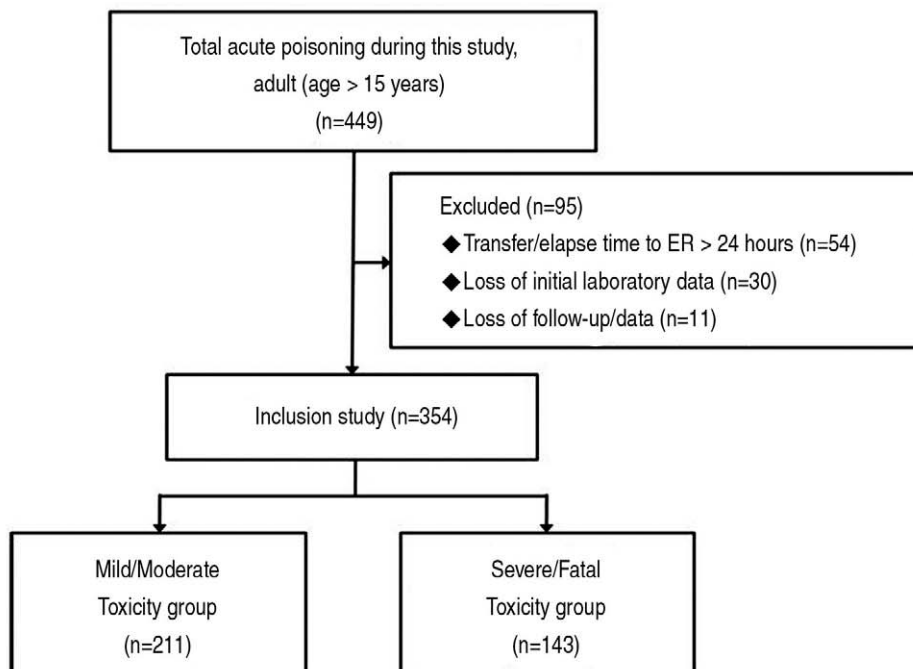 Total acute poisoning during this study,
adult (age > 15 years)
(n=449)
Excluded (n=95)
◆Transfer/elapse time to ER > 24 hours (n=54)
◆Loss of initial laboratory data (n=30)
◆Loss of follow-up/data (n=11)
Inclusion study (n=354)
Mild/Moderate
Toxicity group
(n=211)
Severe/Fatal
Toxicity group
(n=143)